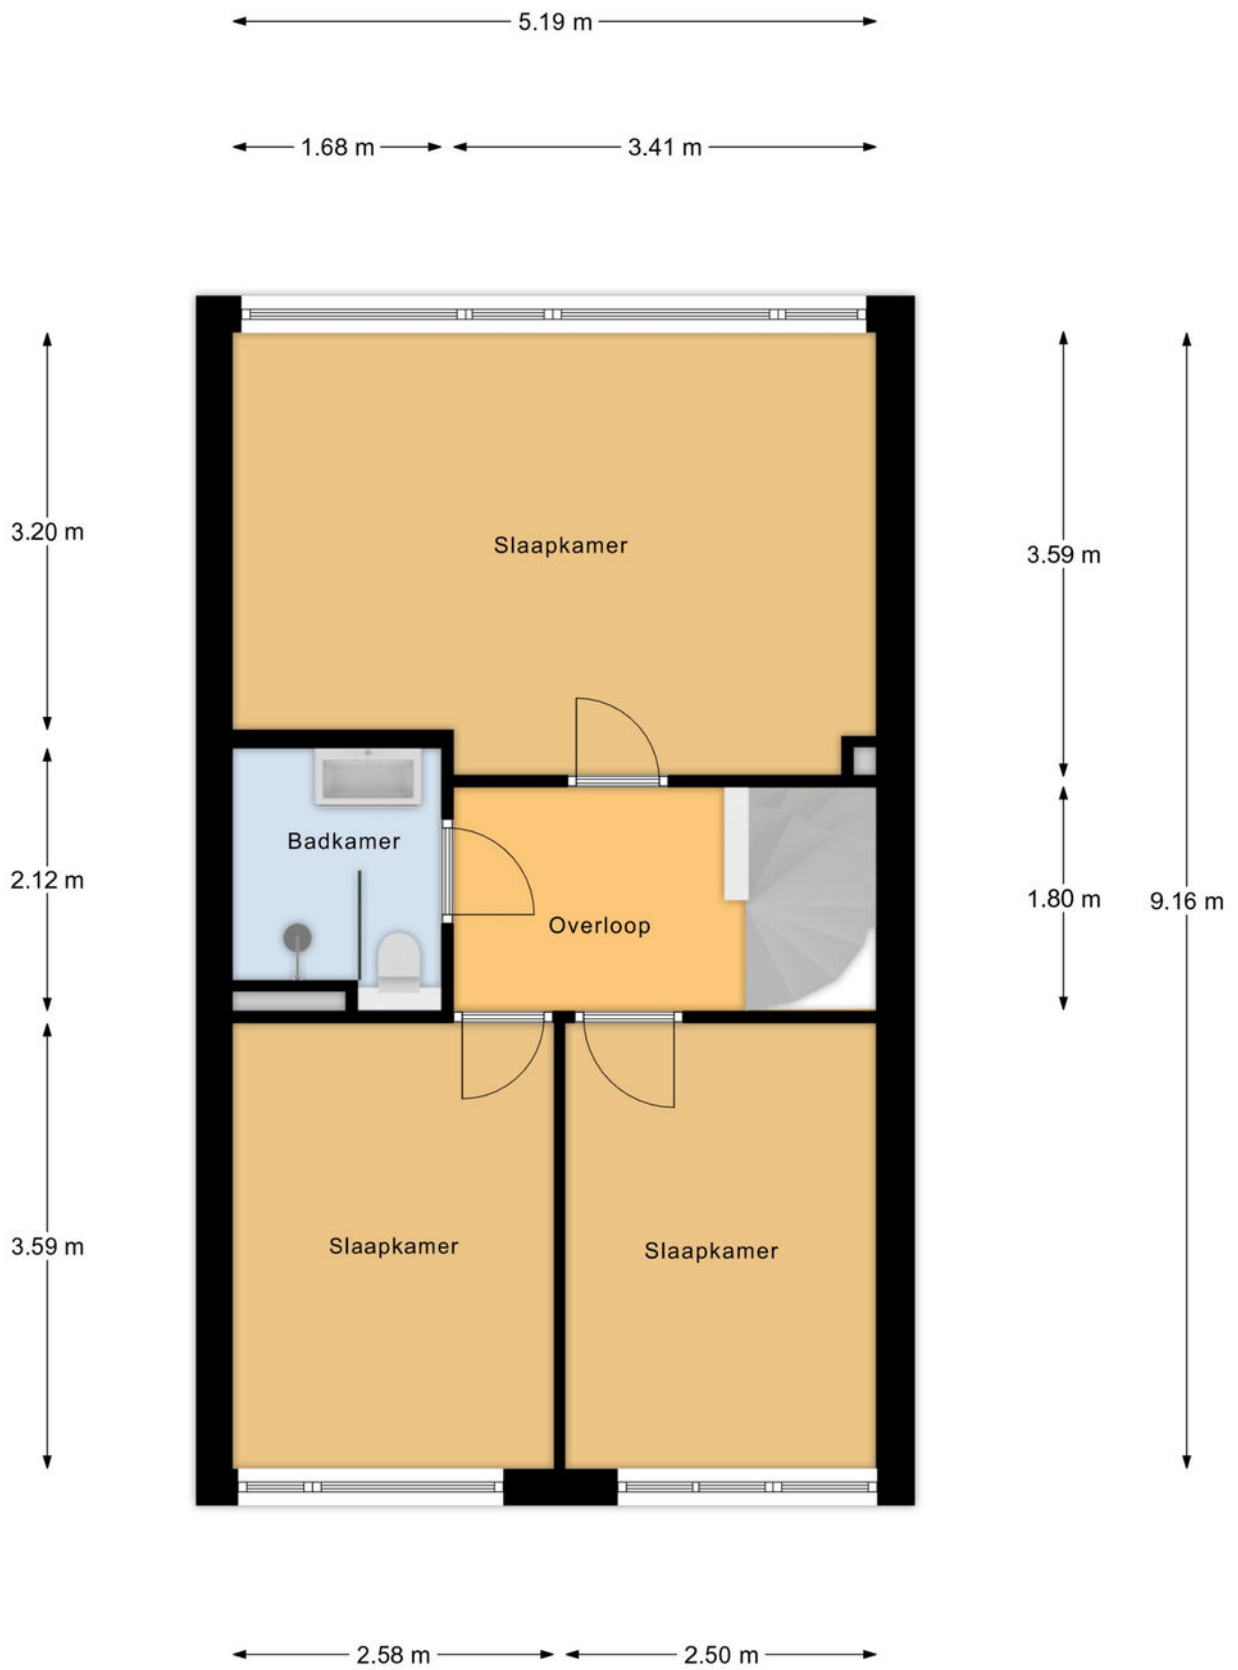 5.19 m
1.68 m
3.41 m
3.20 m
Slaapkamer
3.59 m
Badkamer
2.12 m
Overloop
1.80 m
9.16 m
3.59 m
Slaapkamer
Slaapkamer
2.58 m
2.50 m